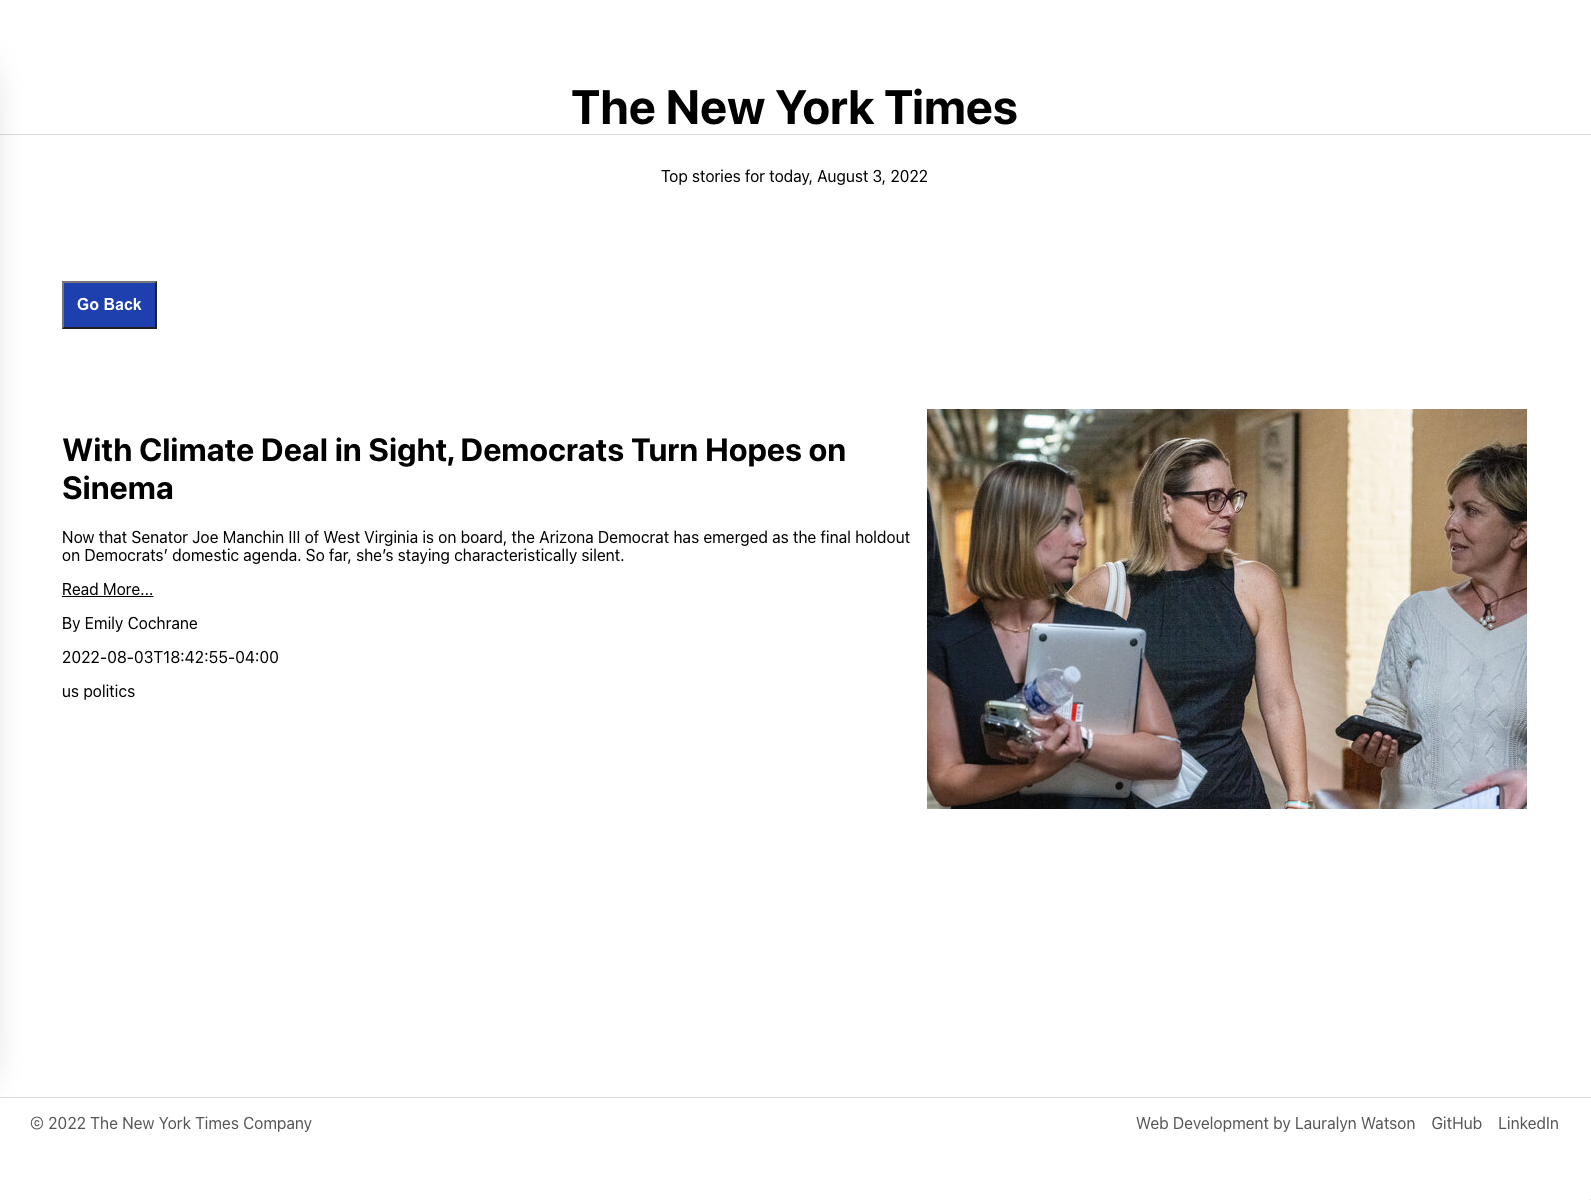 The New York Times
Top stories for today, August 3, 2022
Go Back
With Climate Deal in Sight, Democrats Turn Hopes on
Sinema
Now that Senator Joe Manchin III of West Virginia is on board, the Arizona Democrat has emerged as the final holdout
on Democrats’ domestic agenda. So far, she’s staying characteristically silent.
Read More...
By Emily Cochrane
2022-08-03T18:42:55-04:00
us politics
© 2022 The New York Times Company
Web Development by Lauralyn Watson GitHub LinkedIn